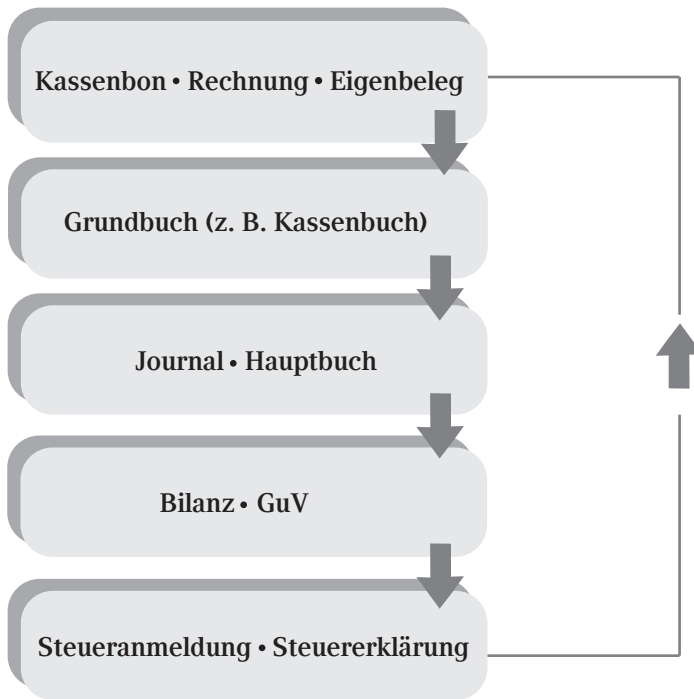 Kassenbon • Rechnung • Eigenbeleg
Grundbuch (z. B. Kassenbuch)
Journal • Hauptbuch
Bilanz • GuV
Steueranmeldung • Steuererklärung